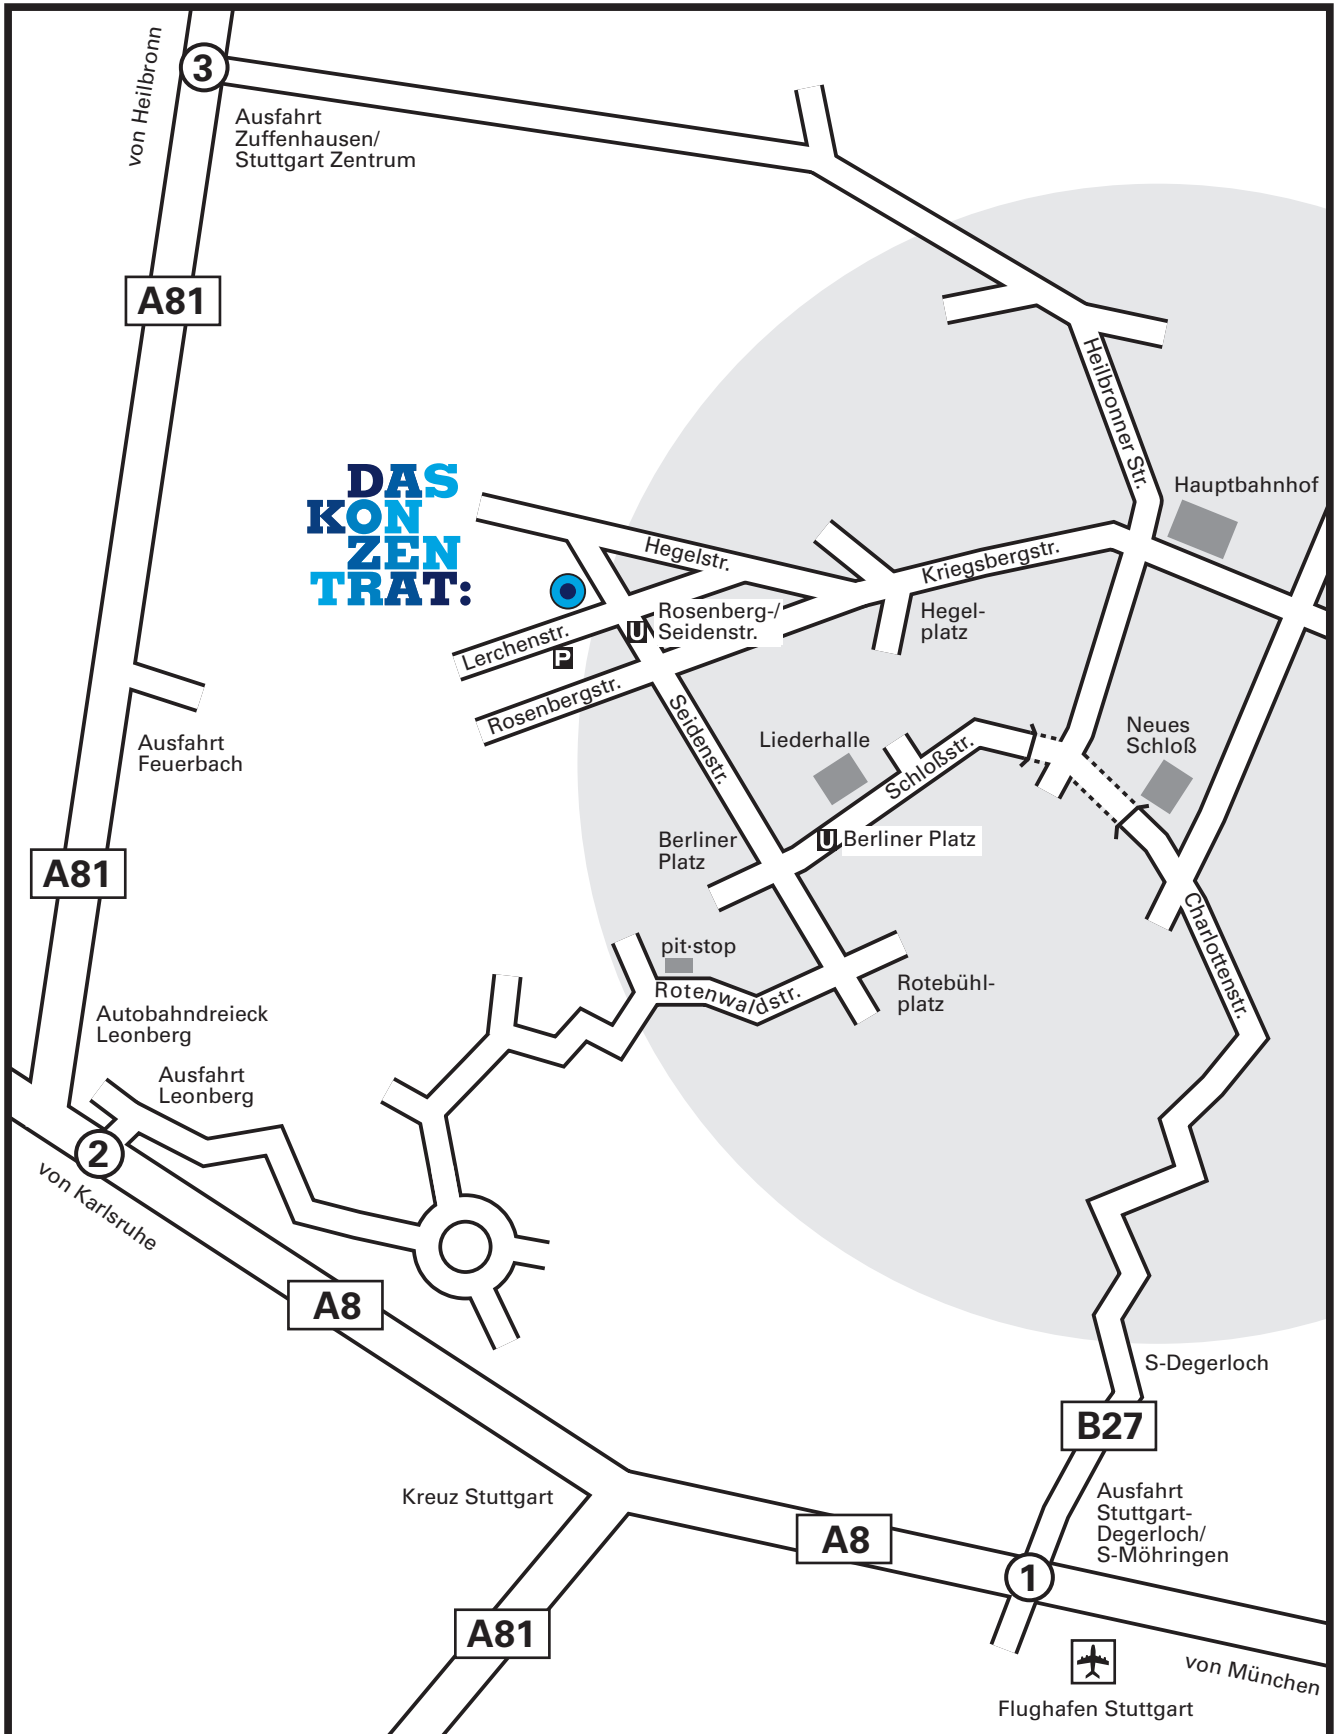 von Heilbronn
3
Ausfahrt
Zuffenhausen/
Stuttgart Zentrum
A81
Heilbronner Str.
DAS
KON
ZEN
TRAT:
Hauptbahnhof
Hegelstr.
Kriegsbergstr.
Rosenberg-/
Seidenstr.
U
Hegel-
platz
Lerchenstr.
P
Rosenbergstr.
Seidenstr.
Ausfahrt
Feuerbach
Liederhalle
Schloßstr.
Neues
Schloß
Berliner
Platz
U
Berliner Platz
A81
Charlottenstr.
pit·stop
Rotenwaldstr.
Rotebühl-
platz
Autobahndreieck
Leonberg
Ausfahrt
Leonberg
2
von Karlsruhe
A8
S-Degerloch
B27
Kreuz Stuttgart
Ausfahrt
Stuttgart-
Degerloch/
S-Möhringen
A8
1
A81
von München
Flughafen Stuttgart